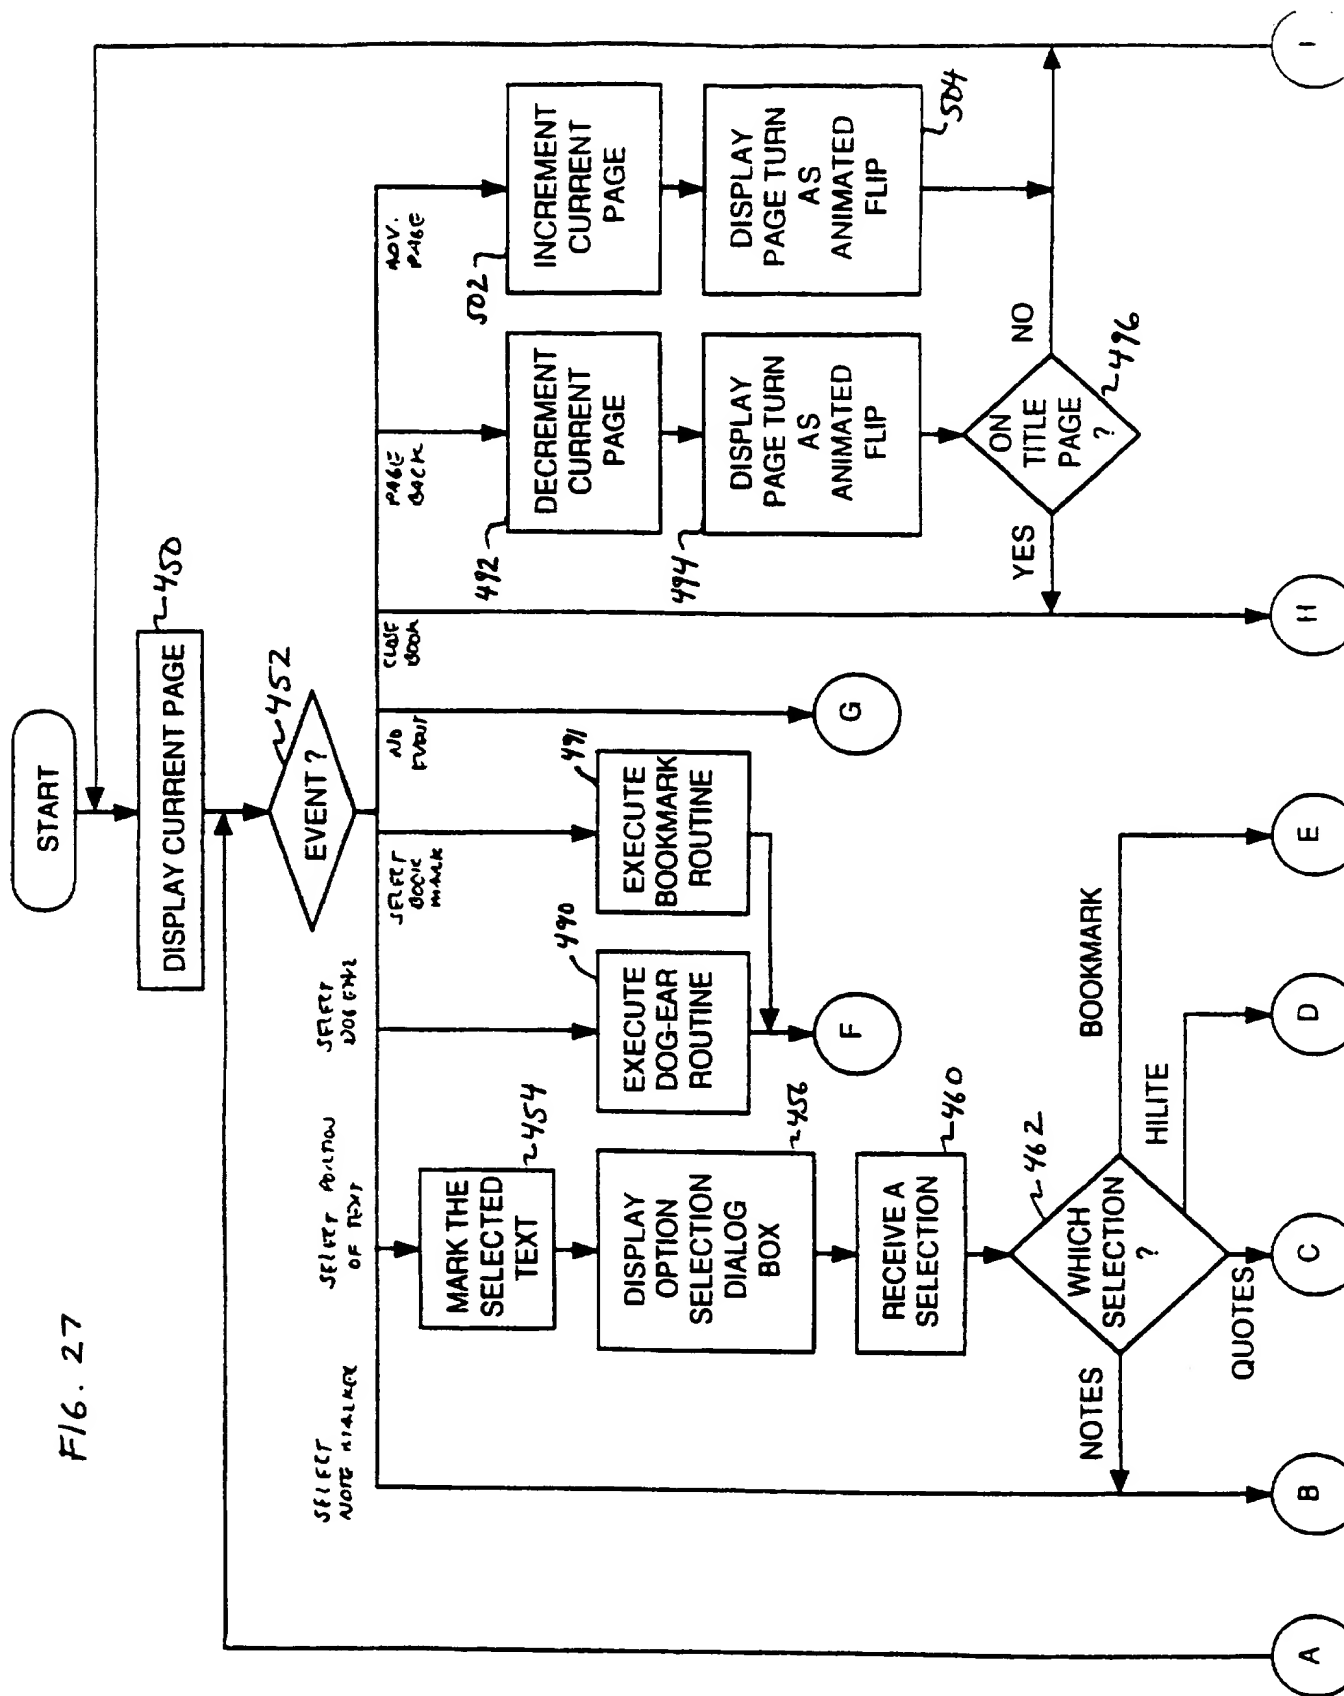 FIG. 27
START
DISPLAY CURRENT PAGE
450
EVENT ?
452
SELECT
NOTE MARKER
SELECT PORTION
OF TEXT
SELECT
DOG EAR
SELECT
BOOK
MARK
NO
EVENT
CLOSE
BOOK
PAGE
BACK
ADV.
PAGE
MARK THE
SELECTED
TEXT
454
DISPLAY
OPTION
SELECTION
DIALOG
BOX
456
RECEIVE A
SELECTION
460
WHICH
SELECTION
?
462
NOTES
QUOTES
HILITE
BOOKMARK
EXECUTE
DOG-EAR
ROUTINE
490
EXECUTE
BOOKMARK
ROUTINE
491
F
G
DECREMENT
CURRENT
PAGE
492
DISPLAY
PAGE TURN
AS
ANIMATED
FLIP
494
ON
TITLE
PAGE
?
496
YES
NO
INCREMENT
CURRENT
PAGE
502
DISPLAY
PAGE TURN
AS
ANIMATED
FLIP
504
A
B
C
D
E
H
I